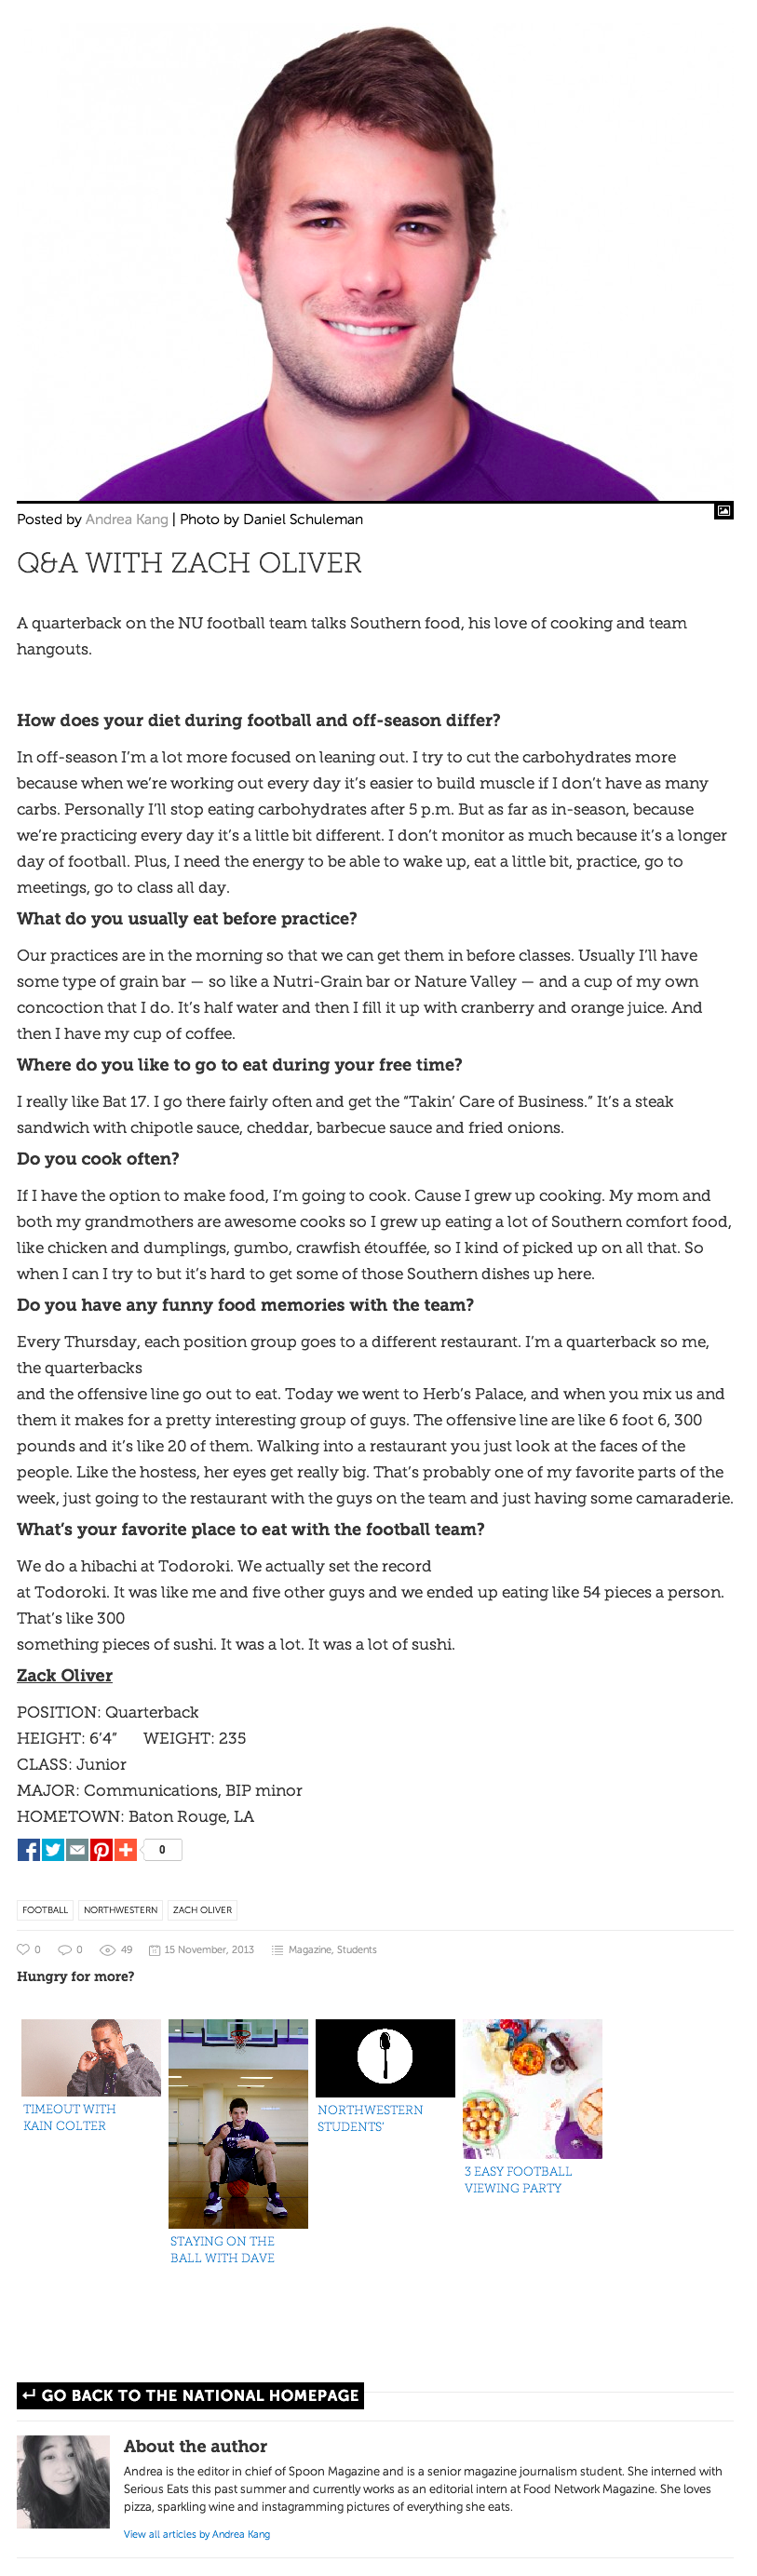 Posted by Andrea Kang | Photo by Daniel Schuleman
Q&A WITH ZACH OLIVER
A quarterback on the NU football team talks Southern food, his love of cooking and team
hangouts.
How does your diet during football and off-season differ?
In off-season I'm a lot more focused on leaning out. I try to cut the carbohydrates more
because when we're working out every day it's easier to build muscle if I don't have as many
carbs. Personally I'll stop eating carbohydrates after 5 p.m. But as far as in-season, because
we're practicing every day it's a little bit different. I don't monitor as much because it's a longer
day of football. Plus, I need the energy to be able to wake up, eat a little bit, practice, go to
meetings, go to class all day.
What do you usually eat before practice?
Our practices are in the morning so that we can get them in before classes. Usually I'll have
some type of grain bar — so like a Nutri-Grain bar or Nature Valley — and a cup of my own
concoction that I do. It's half water and then I fill it up with cranberry and orange juice. And
then I have my cup of coffee.
Where do you like to go to eat during your free time?
I really like Bat 17. I go there fairly often and get the "Takin' Care of Business." It's a steak
sandwich with chipotle sauce, cheddar, barbecue sauce and fried onions.
Do you cook often?
If I have the option to make food, I'm going to cook. Cause I grew up cooking. My mom and
both my grandmothers are awesome cooks so I grew up eating a lot of Southern comfort food,
like chicken and dumplings, gumbo, crawfish étouffée, so I kind of picked up on all that. So
when I can I try to but it's hard to get some of those Southern dishes up here.
Do you have any funny food memories with the team?
Every Thursday, each position group goes to a different restaurant. I'm a quarterback so me,
the quarterbacks
and the offensive line go out to eat. Today we went to Herb's Palace, and when you mix us and
them it makes for a pretty interesting group of guys. The offensive line are like 6 foot 6, 300
pounds and it's like 20 of them. Walking into a restaurant you just look at the faces of the
people. Like the hostess, her eyes get really big. That's probably one of my favorite parts of the
week, just going to the restaurant with the guys on the team and just having some camaraderie.
What's your favorite place to eat with the football team?
We do a hibachi at Todoroki. We actually set the record
at Todoroki. It was like me and five other guys and we ended up eating like 54 pieces a person.
That's like 300
something pieces of sushi. It was a lot. It was a lot of sushi.
Zack Oliver
POSITION: Quarterback
HEIGHT: 6'4" WEIGHT: 235
CLASS: Junior
MAJOR: Communications, BIP minor
HOMETOWN: Baton Rouge, LA
0
FOOTBALL NORTHWESTERN ZACH OLIVER
0 0 49 15 November, 2013 Magazine, Students
Hungry for more?
TIMEOUT WITH
KAIN COLTER
STAYING ON THE
BALL WITH DAVE
NORTHWESTERN
STUDENTS'
3 EASY FOOTBALL
VIEWING PARTY
GO BACK TO THE NATIONAL HOMEPAGE
About the author
Andrea is the editor in chief of Spoon Magazine and is a senior magazine journalism student. She interned with
Serious Eats this past summer and currently works as an editorial intern at Food Network Magazine. She loves
pizza, sparkling wine and instagramming pictures of everything she eats.
View all articles by Andrea Kang